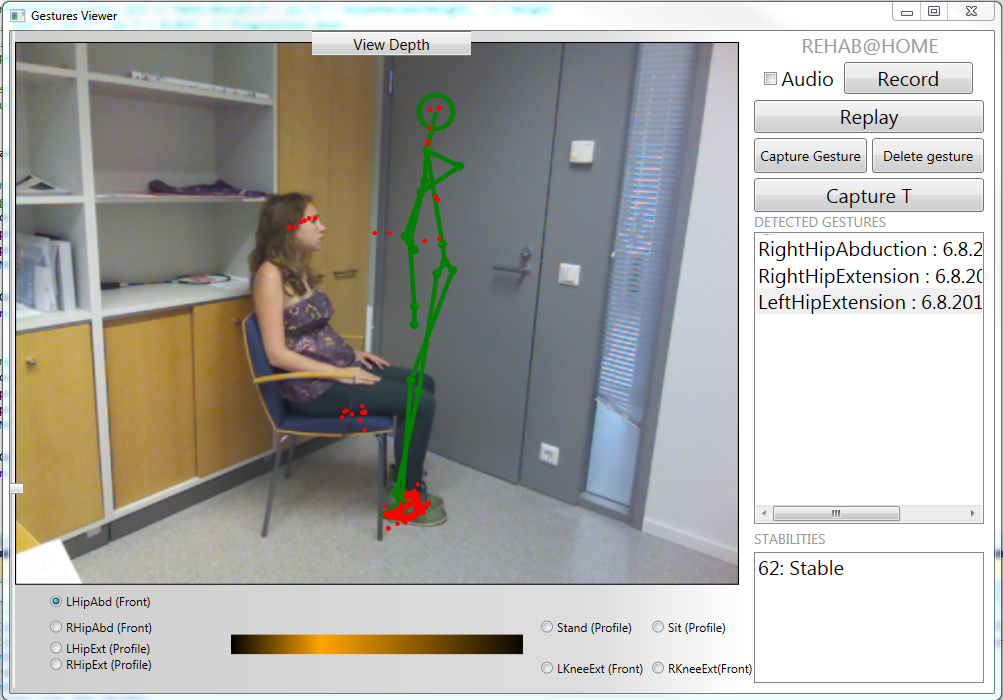 Gestures Viewer
View Depth
REHAB@HOME
Audio
Record
Replay
Capture Gesture
Delete gesture
Capture T
DETECTED GESTURES
RightHipAbduction : 6.8.2
RightHipExtension : 6.8.20
LeftHipExtension : 6.8.201
STABILITIES
62: Stable
LHipAbd (Front)
RHipAbd (Front)
LHipExt (Profile)
RHipExt (Profile)
Stand (Profile)
Sit (Profile)
LKneeExt (Front)
RKneeExt(Front)